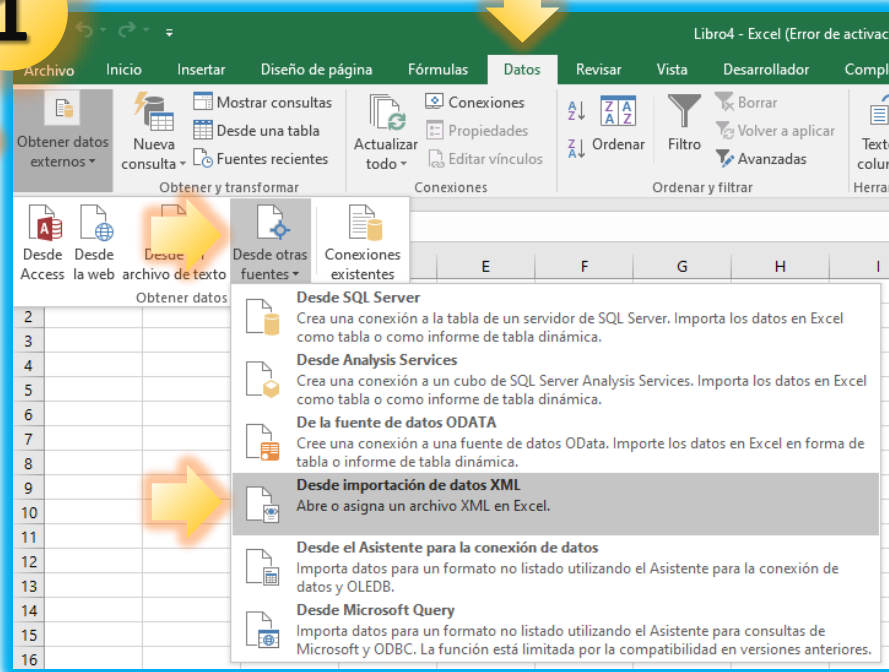 1
Libro4 - Excel (Error de activac
Archivo Inicio Insertar Diseño de página Fórmulas Datos Revisar Vista Desarrollador Compl
Obtener datos externos
Nueva consulta
Mostrar consultas
Desde una tabla
Fuentes recientes
Obtener y transformar
Actualizar todo
Conexiones
Propiedades
Editar vínculos
Conexiones
Ordenar
Filtro
Borrar
Volver a aplicar
Avanzadas
Ordenar y filtrar
Texto
colum
Herra
Desde Access
Desde la web
archivo de texto
Desde otras fuentes
Conexiones existentes
Obtener datos
E F G H I
Desde SQL Server
Crea una conexión a la tabla de un servidor de SQL Server. Importa los datos en Excel
como tabla o como informe de tabla dinámica.
Desde Analysis Services
Crea una conexión a un cubo de SQL Server Analysis Services. Importa los datos en Excel
como tabla o como informe de tabla dinámica.
De la fuente de datos ODATA
Cree una conexión a una fuente de datos OData. Importe los datos en Excel en forma de
tabla o informe de tabla dinámica.
Desde importación de datos XML
Abre o asigna un archivo XML en Excel.
Desde el Asistente para la conexión de datos
Importa datos para un formato no listado utilizando el Asistente para la conexión de
datos y OLEDB.
Desde Microsoft Query
Importa datos para un formato no listado utilizando el Asistente para consultas de
Microsoft y ODBC. La función está limitada por la compatibilidad en versiones anteriores.
2
3
4
5
6
7
8
9
10
11
12
13
14
15
16